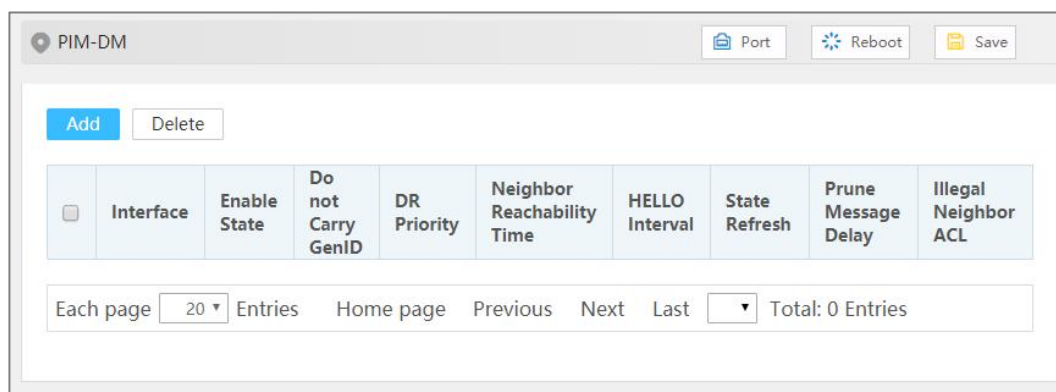 PIM-DM Port Reboot Save
Add Delete
Interface Enable State Do not Carry GenID DR Priority Neighbor Reachability Time HELLO Interval State Refresh Prune Message Delay Illegal Neighbor ACL
Each page 20 Entries Home page Previous Next Last Total: 0 Entries